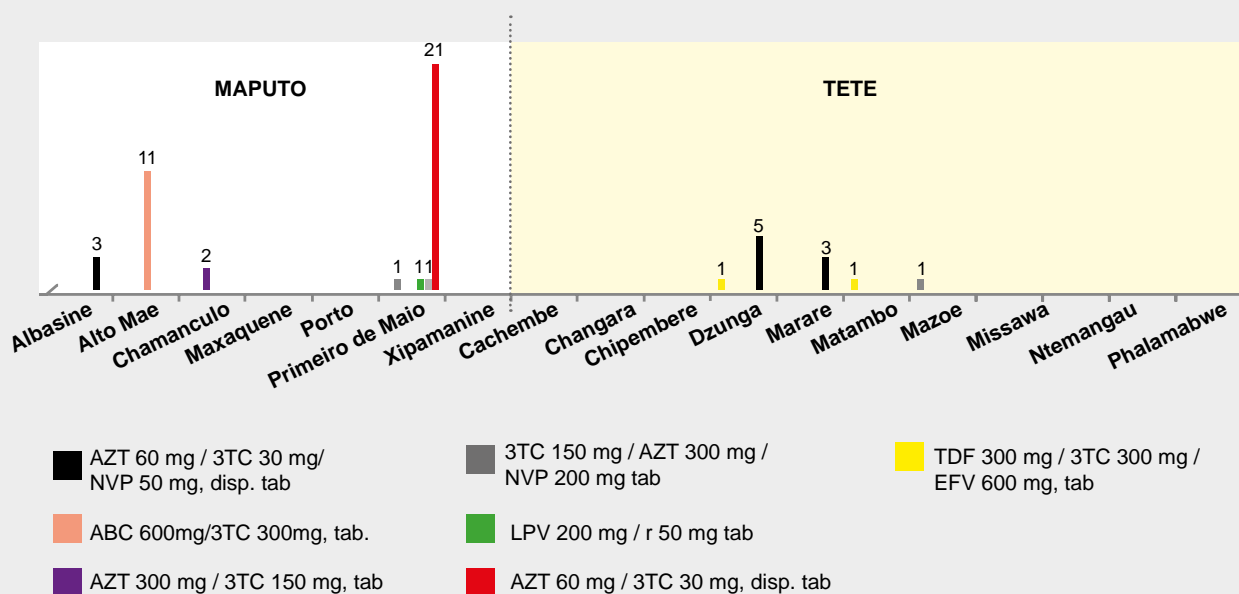 21
MAPUTO
TETE
11
3
2
1
11
1
5
3
1
1
Albasine
Alto Mae
Chamanculo
Maxaquene
Porto
Primeiro de Maio
Xipamanine
Cachembe
Changara
Chipembere
Dzunga
Marare
Matambo
Mazoe
Missawa
Ntemangau
Phalamabwe
AZT 60 mg / 3TC 30 mg/
NVP 50 mg, disp. tab
ABC 600mg/3TC 300mg, tab.
AZT 300 mg / 3TC 150 mg, tab
3TC 150 mg / AZT 300 mg /
NVP 200 mg tab
LPV 200 mg / r 50 mg tab
AZT 60 mg / 3TC 30 mg, disp. tab
TDF 300 mg / 3TC 300 mg /
EFV 600 mg, tab